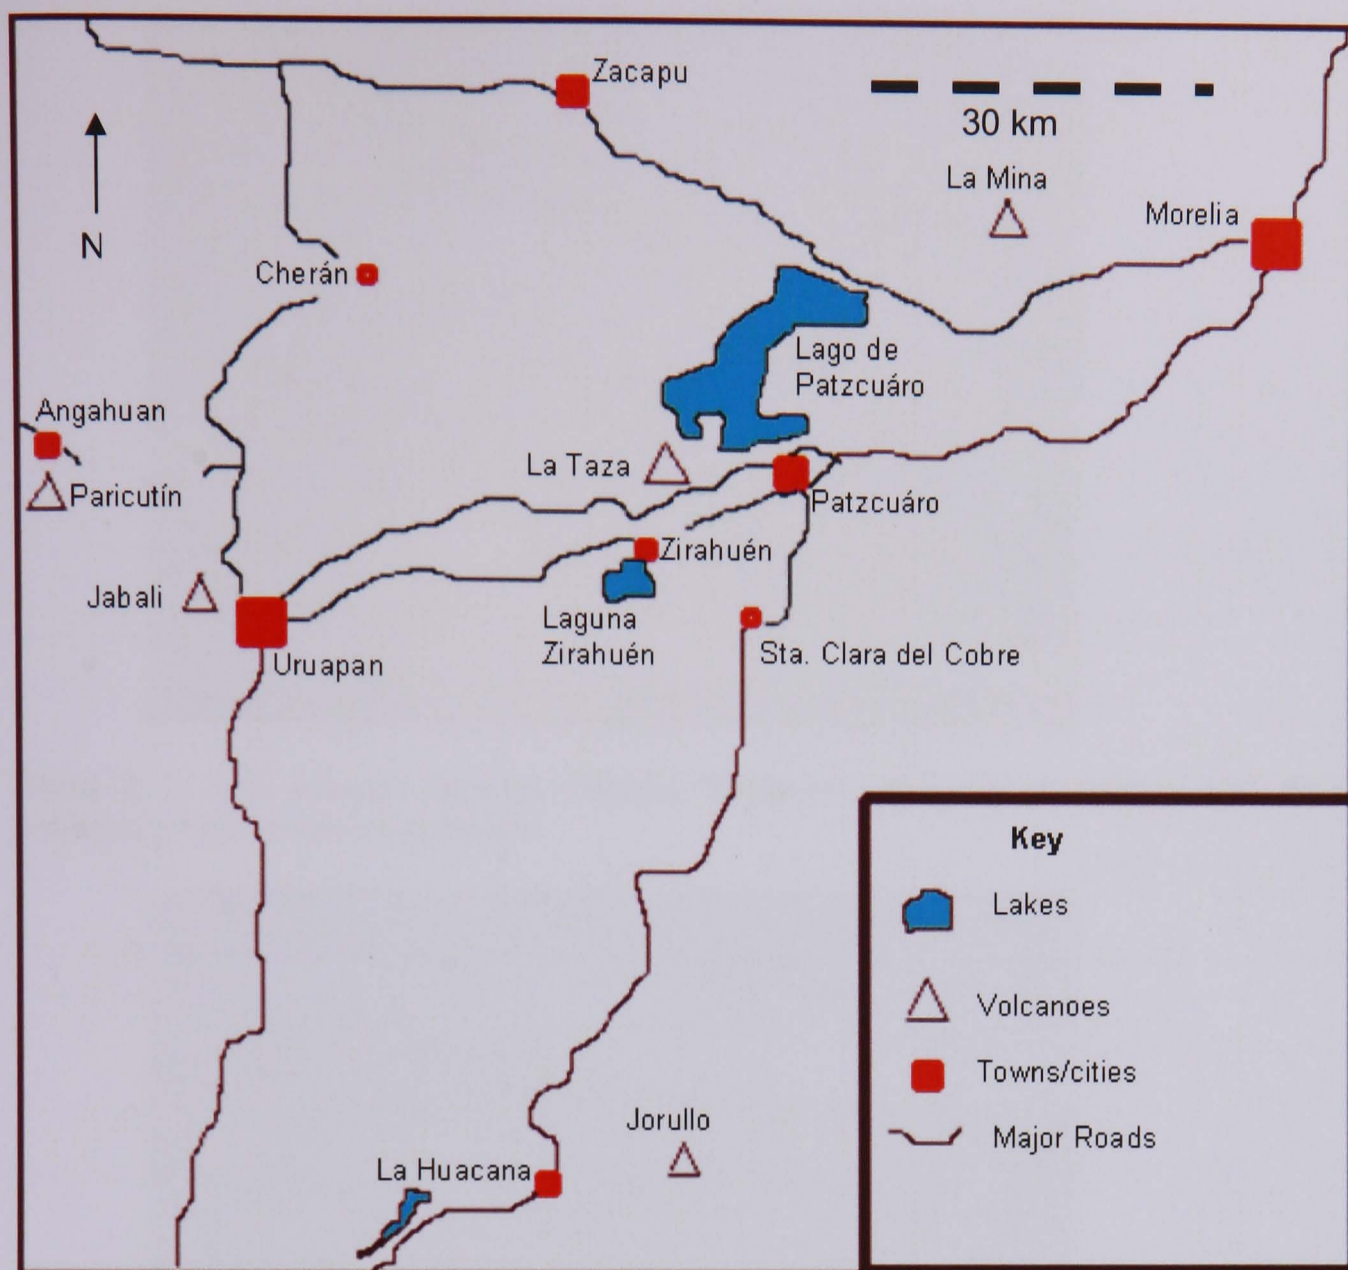 Zacapu
30 km
La Mina
Morelia
N
Cherán
Lago de
Patzcuáro
Angahuan
La Taza
Paricutín
Patzcuáro
Zirahuén
Jabali
Laguna
Zirahuén
Sta. Clara del Cobre
Uruapan
Key
Lakes
Volcanoes
Towns/cities
Jorullo
Major Roads
La Huacana